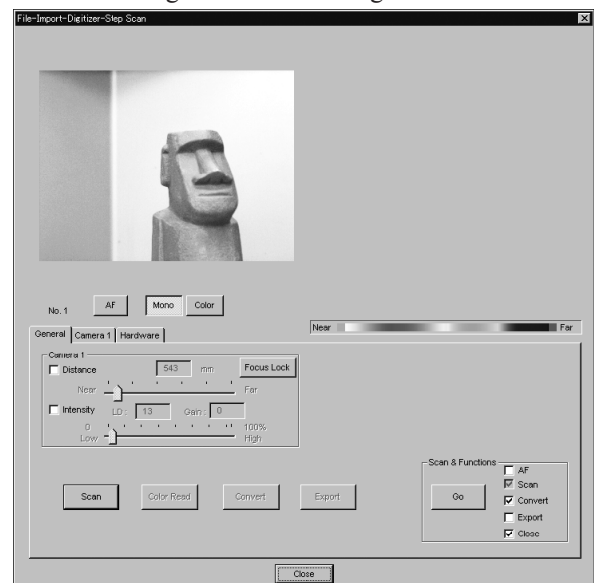 File-Import-Digitizer-Step Scan
No. 1 AF Mono Color
Near Far
General Camera 1 Hardware
Camera 1
Distance 543 mm Focus Lock
Near Far
Intensity LD : 13 Gain : 0
0 100%
Low High
Scan Color Read Convert Export
Scan & Functions
Go
AF
Scan
Convert
Export
Close
Close